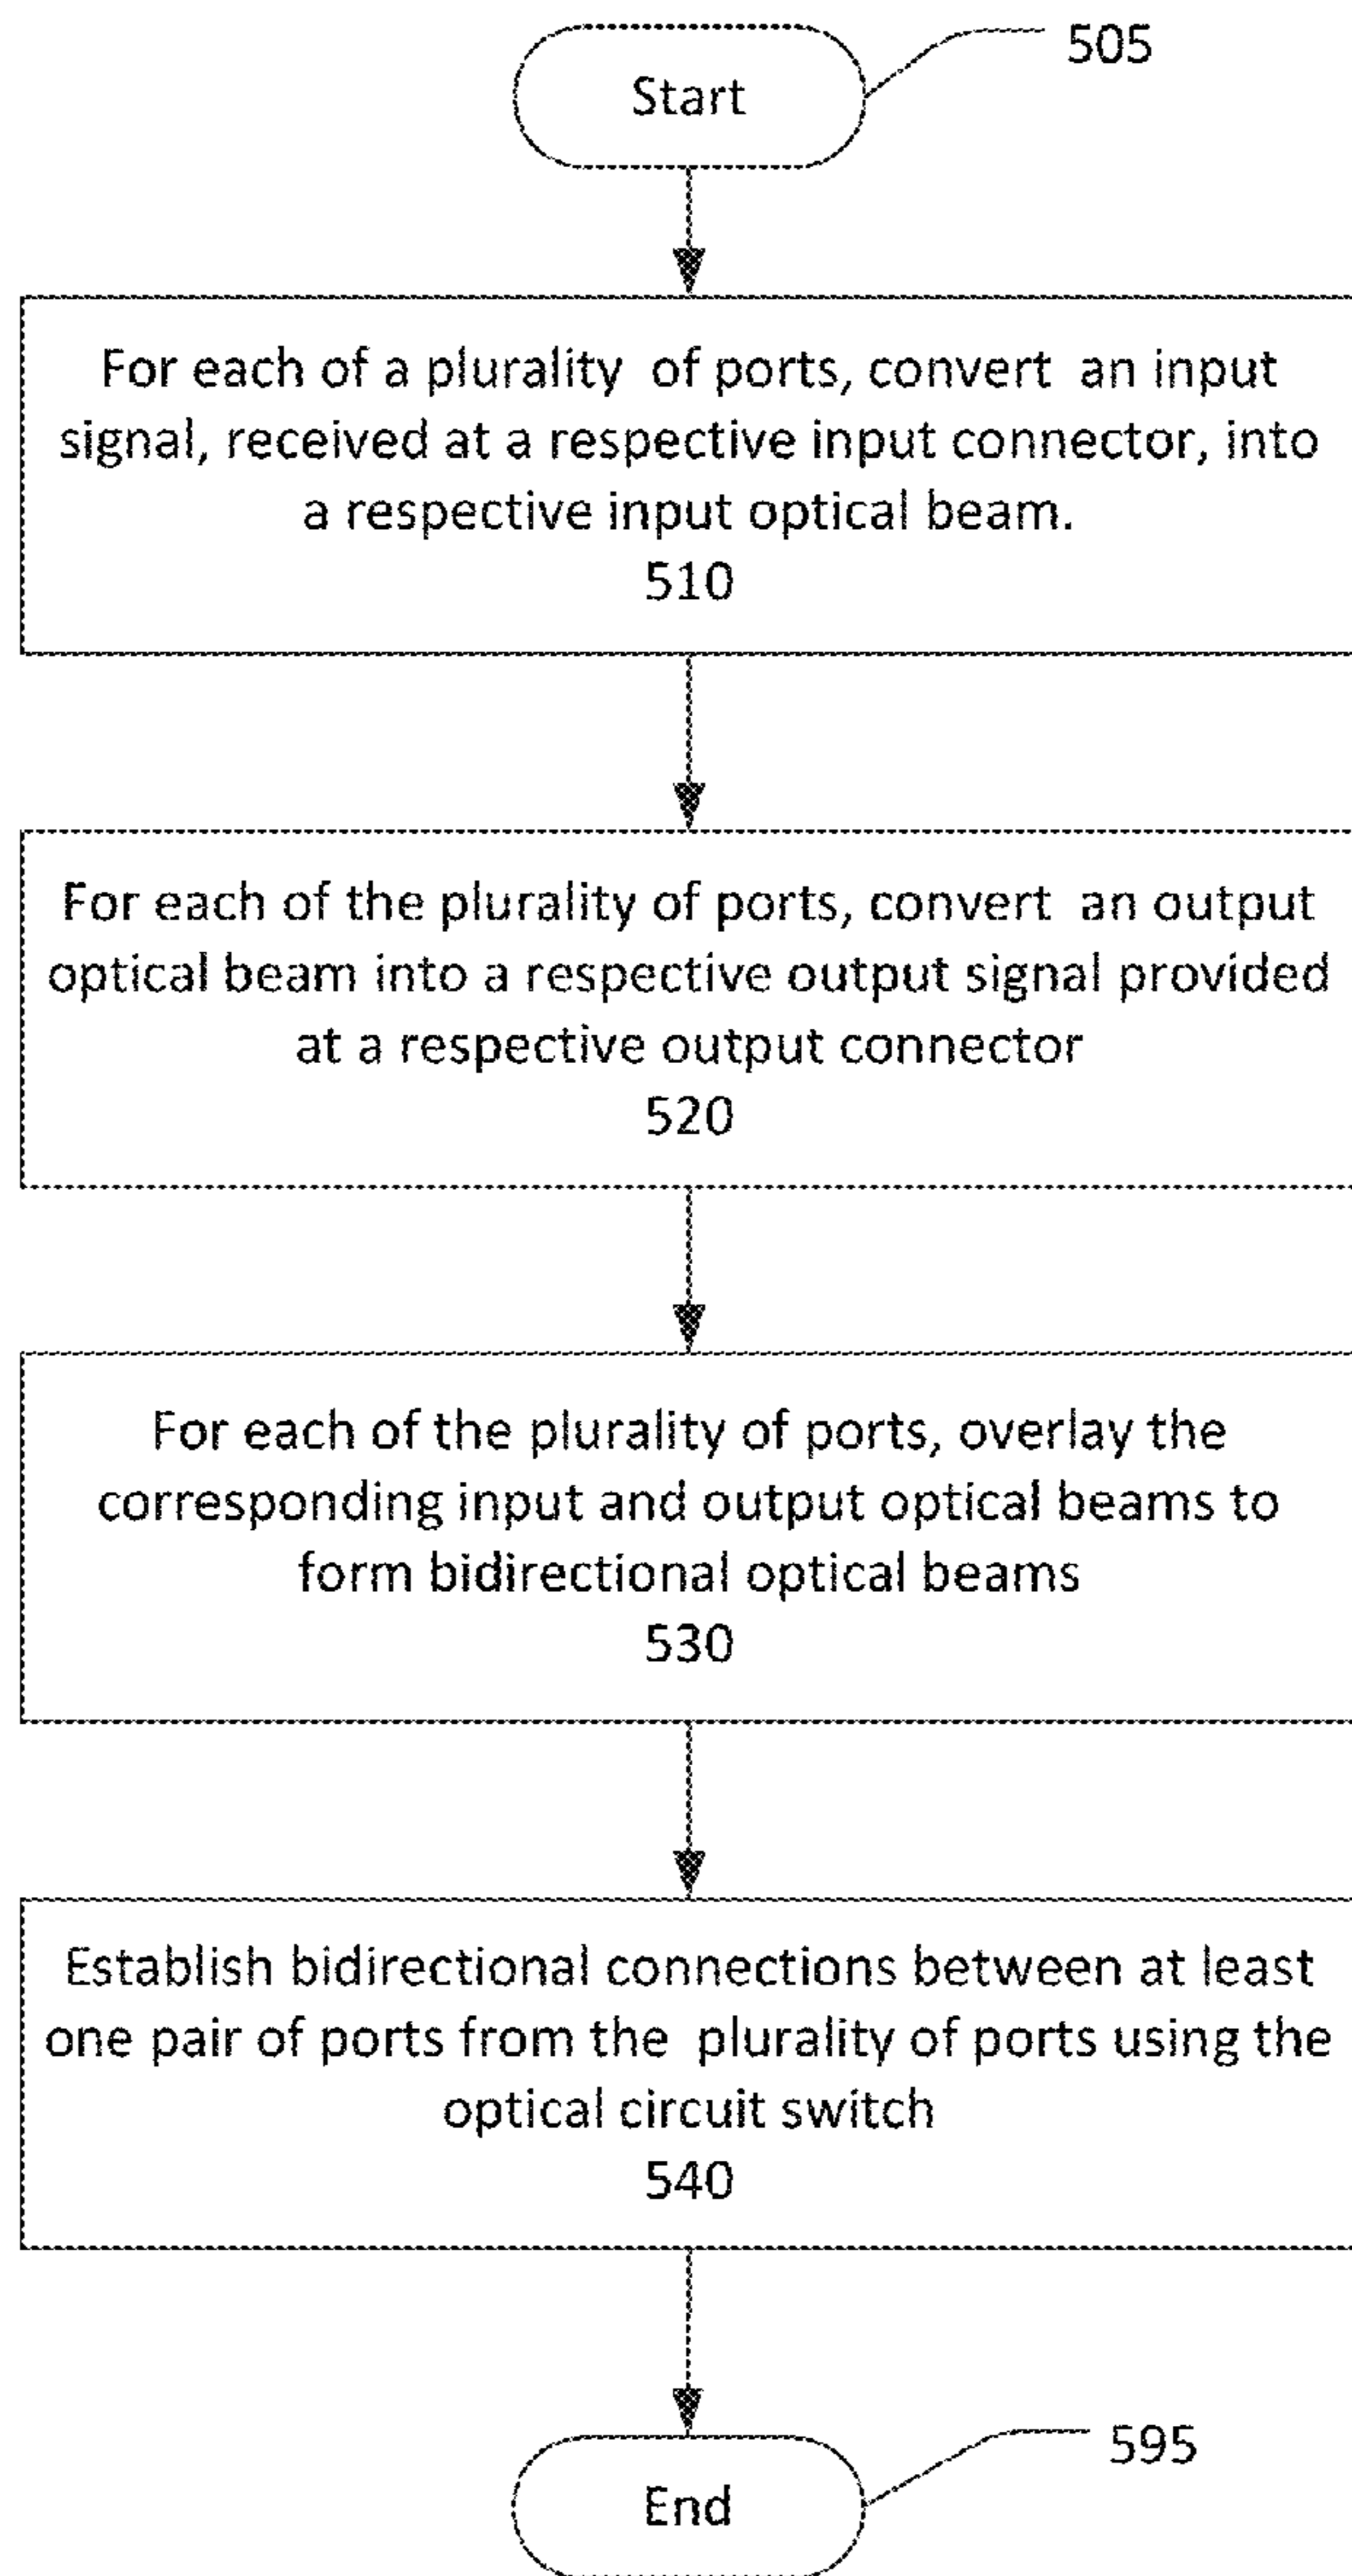 505
Start
For each of a plurality of ports, convert an input
signal, received at a respective input connector, into
a respective input optical beam.
510
For each of the plurality of ports, convert an output
optical beam into a respective output signal provided
at a respective output connector
520
For each of the plurality of ports, overlay the
corresponding input and output optical beams to
form bidirectional optical beams
530
Establish bidirectional connections between at least
one pair of ports from the plurality of ports using the
optical circuit switch
540
595
End